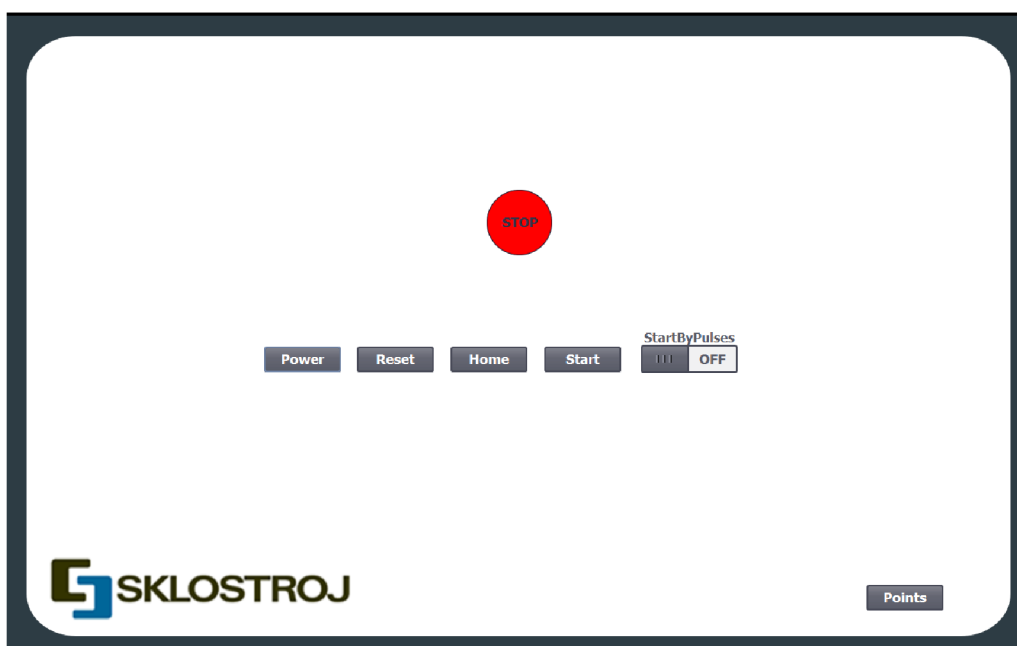 STOP
StartByPulses
Power Reset Home Start OFF
SKLOSTROJ
Points